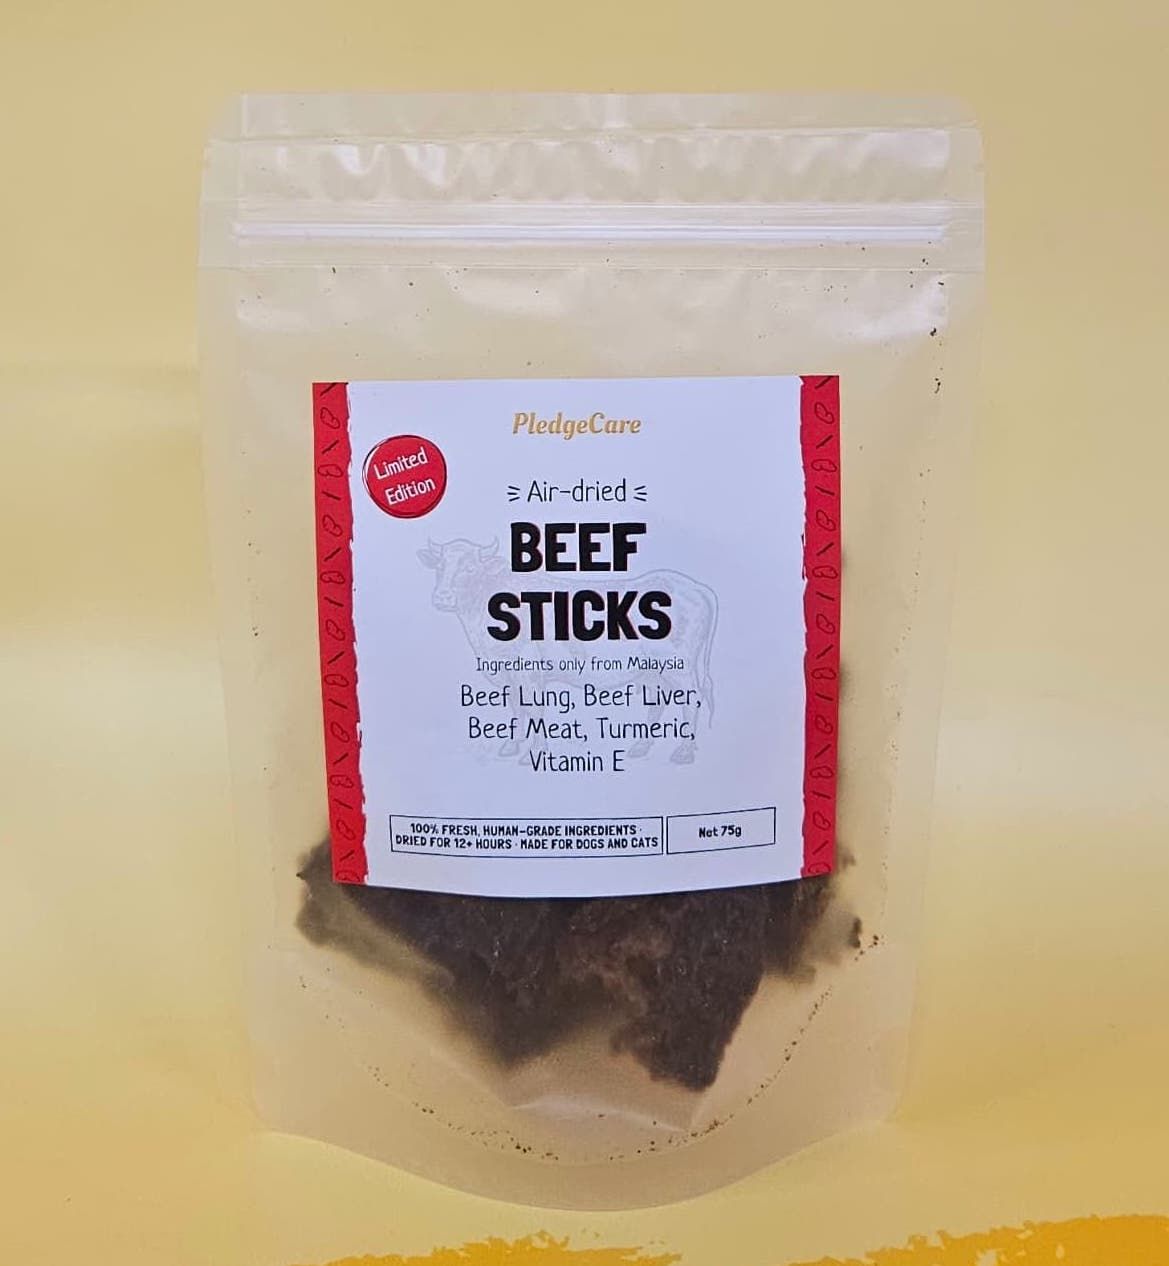 PledgeCare
Limited
Edition
Air-dried
BEEF
STICKS
Ingredients only from Malaysia
Beef Lung, Beef Liver,
Beef Meat, Turmeric,
Vitamin E
100% FRESH, HUMAN-GRADE INGREDIENTS ·
DRIED FOR 12+ HOURS · MADE FOR DOGS AND CATS
Net 75g